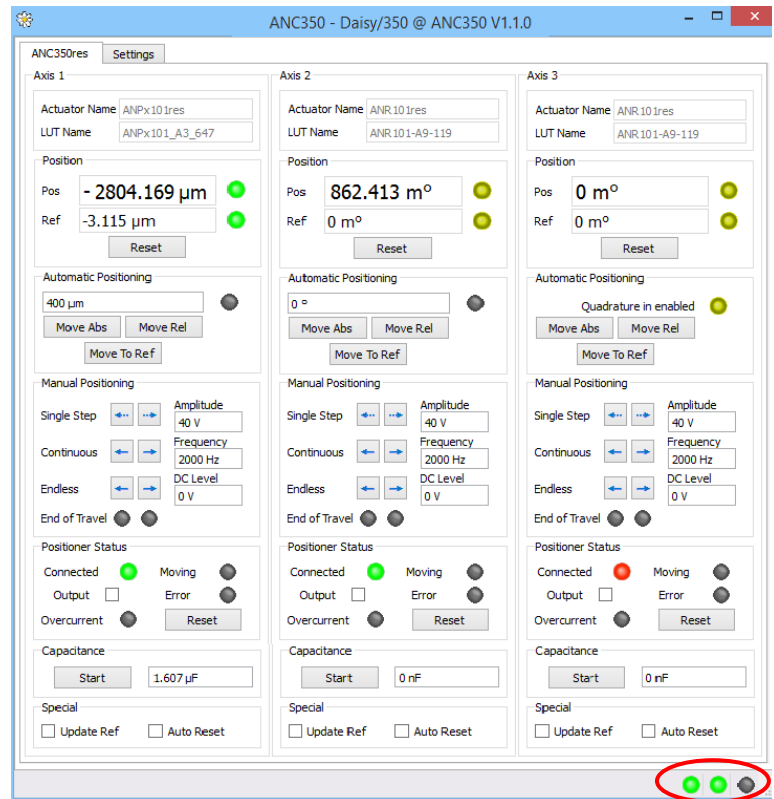 ANC350 - Daisy/350 @ ANC350 V1.1.0
ANC350res Settings
Axis 1
Actuator Name ANPx101res
LUT Name ANPx101_A3_647
Position
Pos - 2804.169 µm
Ref -3.115 µm
Reset
Automatic Positioning
400 µm
Move Abs Move Rel
Move To Ref
Manual Positioning
Single Step Amplitude
40 V
Continuous Frequency
2000 Hz
Endless DC Level
0 V
End of Travel
Positioner Status
Connected Moving
Output Error
Overcurrent Reset
Capacitance
Start 1.607 µF
Special
Update Ref Auto Reset
Axis 2
Actuator Name ANR101res
LUT Name ANR101-A9-119
Position
Pos 862.413 m°
Ref 0 m°
Reset
Automatic Positioning
0 °
Move Abs Move Rel
Move To Ref
Manual Positioning
Single Step Amplitude
40 V
Continuous Frequency
2000 Hz
Endless DC Level
0 V
End of Travel
Positioner Status
Connected Moving
Output Error
Overcurrent Reset
Capacitance
Start 0 nF
Special
Update Ref Auto Reset
Axis 3
Actuator Name ANR101res
LUT Name ANR101-A9-119
Position
Pos 0 m°
Ref 0 m°
Reset
Automatic Positioning
Quadrature in enabled
Move Abs Move Rel
Move To Ref
Manual Positioning
Single Step Amplitude
40 V
Continuous Frequency
2000 Hz
Endless DC Level
0 V
End of Travel
Positioner Status
Connected Moving
Output Error
Overcurrent Reset
Capacitance
Start 0 nF
Special
Update Ref Auto Reset